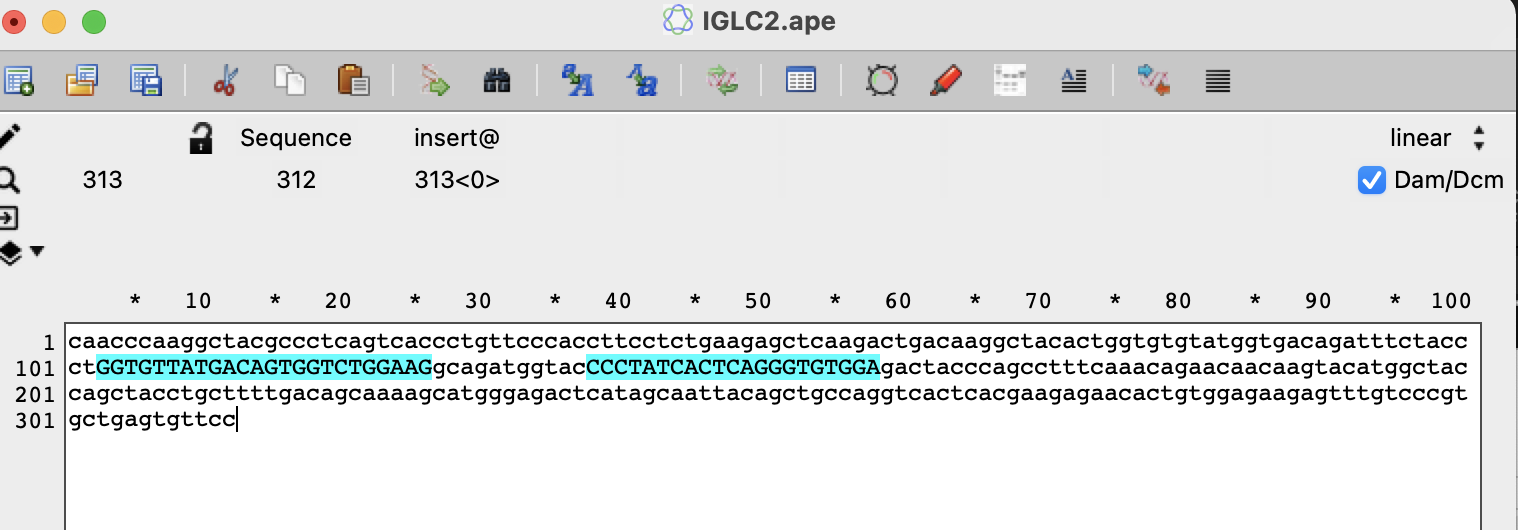 IGLC2.ape
Sequence insert@ linear
313 312 313<0> Dam/Dcm
* 10 * 20 * 30 * 40 * 50 * 60 * 70 * 80 * 90 * 100
1 caacccaaggctacgccctcagtcaccctgttcccaccttcctctgaagagctcaagactgacaaggctacactggtgtgtatggtgacagatttctacc
101 ctGGTGTTATGACAGTGGTCTGGAAGgcagatggtacCCCTATCACTCAGGGTGTGGAgactacccagcctttcaaacagaacaacaagtacatggctac
201 cagctacctgcttttgacagcaaaagcatgggagactcatagcaattacagctgccaggtcactcacgaagagaacactgtggagaagagtttgtcccgt
301 gctgagtgttcc